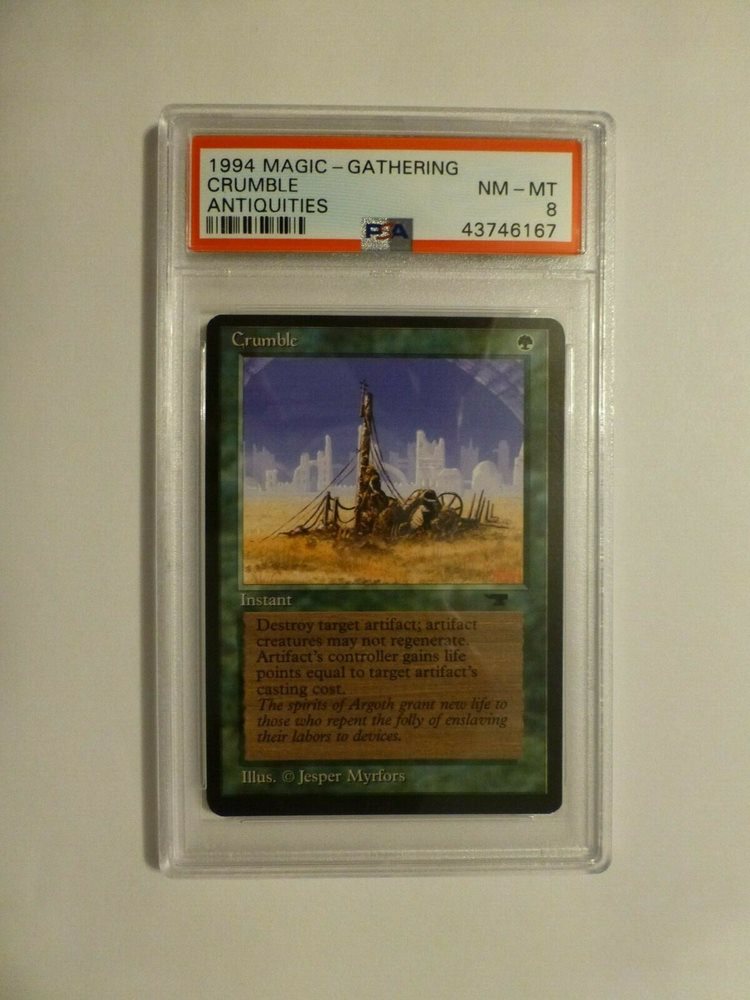 1994 MAGIC – GATHERING
CRUMBLE
NM – MT
ANTIQUITIES
8
PSA
43746167
Crumble
Instant
Destroy target artifact; artifact
creatures may not regenerate.
Artifact's controller gains life
points equal to target artifact's
casting cost.
The spirits of Argoth grant new life to
those who repent the folly of enslaving
their labors to devices.
Illus. © Jesper Myrfors